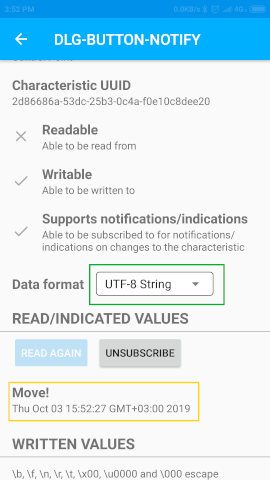 3:52 PM 0.0KB/s 4G
DLG-BUTTON-NOTIFY
Characteristic UUID
2d86686a-53dc-25b3-0c4a-f0e10c8dee20
Readable
Able to be read from
Writable
Able to be written to
Supports notifications/indications
Able to be subscribed to for notifications/
indications on changes to the characteristic
Data format UTF-8 String
READ/INDICATED VALUES
READ AGAIN UNSUBSCRIBE
Move!
Thu Oct 03 15:52:27 GMT+03:00 2019
WRITTEN VALUES
\b, \f, \n, \r, \t, \x00, \u0000 and \000 escape